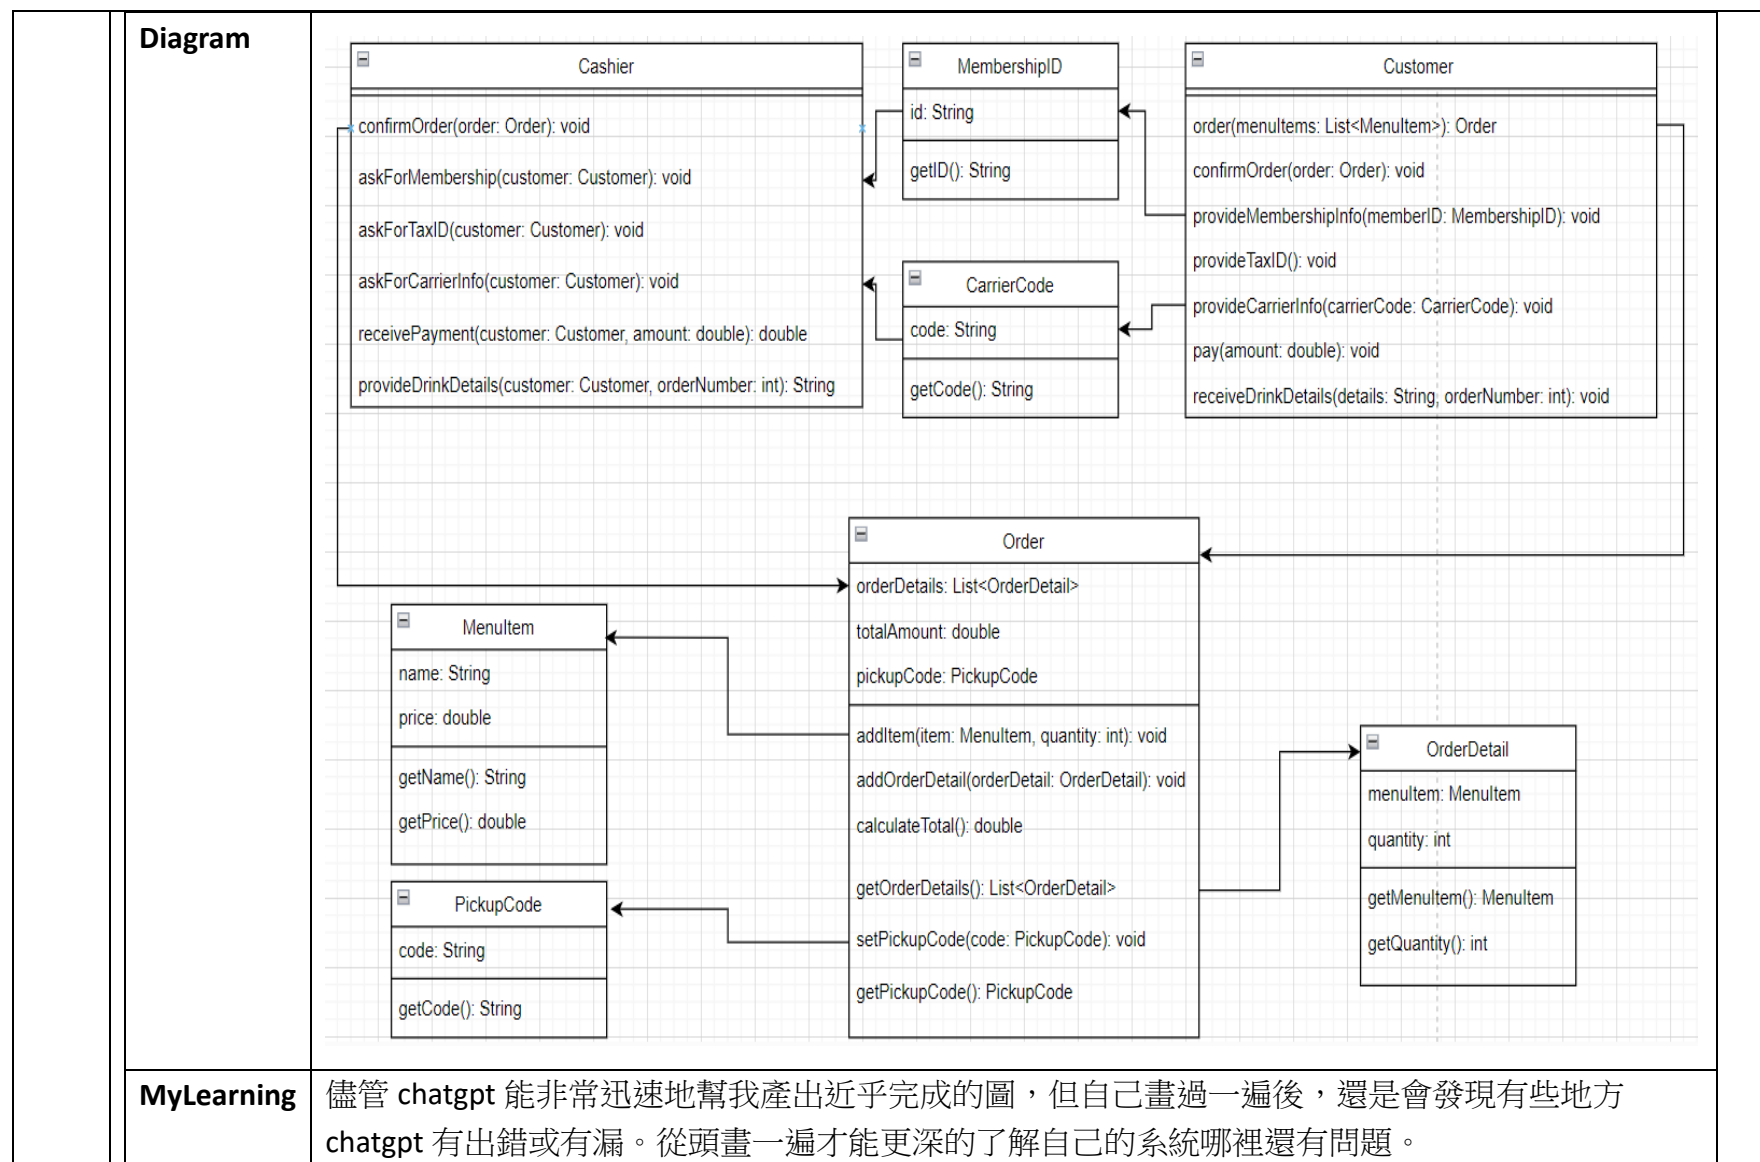 Diagram
Cashier
confirmOrder(order: Order): void
askForMembership(customer: Customer): void
askForTaxID(customer: Customer): void
askForCarrierInfo(customer: Customer): void
receivePayment(customer: Customer, amount: double): double
provideDrinkDetails(customer: Customer, orderNumber: int): String
MembershipID
id: String
getID(): String
CarrierCode
code: String
getCode(): String
Customer
order(menuItems: List<MenuItem>): Order
confirmOrder(order: Order): void
provideMembershipInfo(memberID: MembershipID): void
provideTaxID(): void
provideCarrierInfo(carrierCode: CarrierCode): void
pay(amount: double): void
receiveDrinkDetails(details: String, orderNumber: int): void
Order
orderDetails: List<OrderDetail>
totalAmount: double
pickupCode: PickupCode
addItem(item: MenuItem, quantity: int): void
addOrderDetail(orderDetail: OrderDetail): void
calculateTotal(): double
getOrderDetails(): List<OrderDetail>
setPickupCode(code: PickupCode): void
getPickupCode(): PickupCode
MenuItem
name: String
price: double
getName(): String
getPrice(): double
PickupCode
code: String
getCode(): String
OrderDetail
menuItem: MenuItem
quantity: int
getMenuItem(): MenuItem
getQuantity(): int
MyLearning
儘管 chatgpt 能非常迅速地幫我產出近乎完成的圖，但自己畫過一遍後，還是會發現有些地方
chatgpt 有出錯或有漏。從頭畫一遍才能更深的了解自己的系統哪裡還有問題。